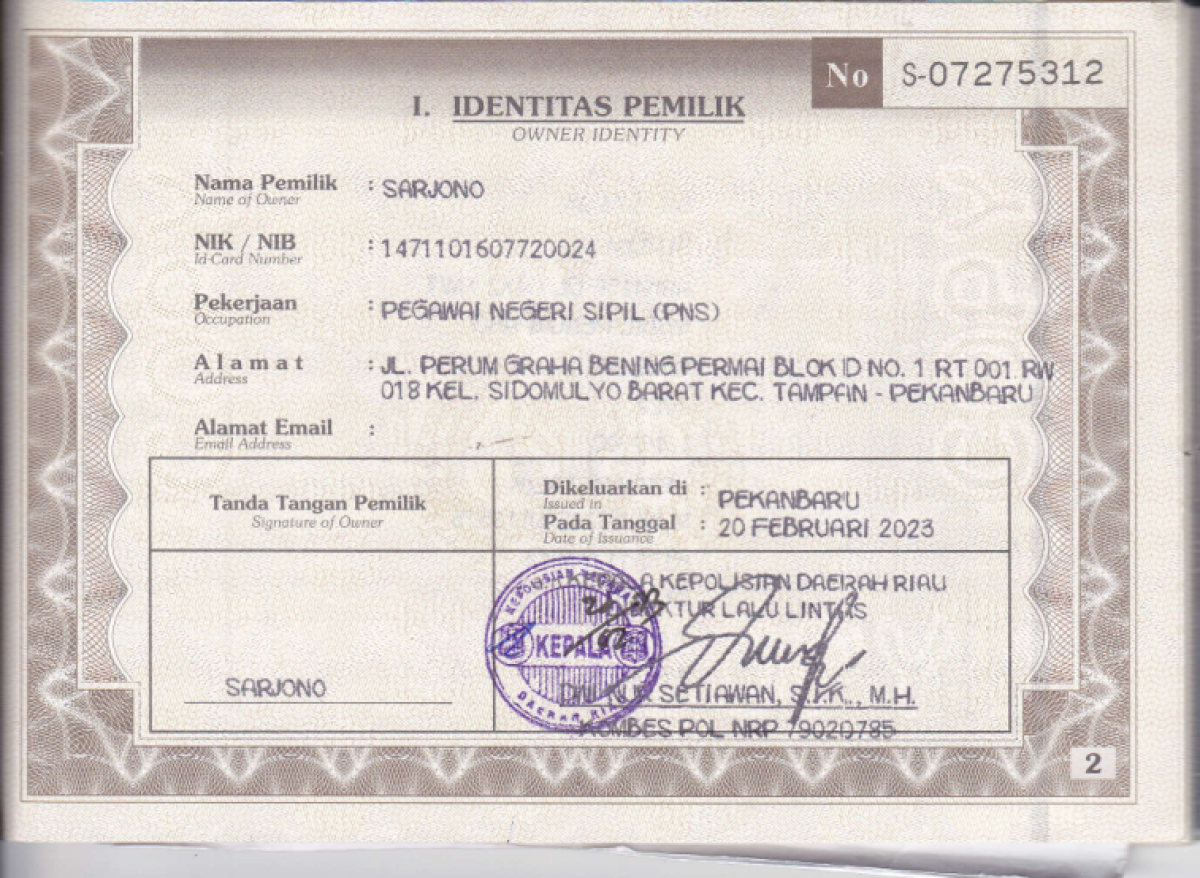 No S-07275312
I. IDENTITAS PEMILIK
OWNER IDENTITY
Nama Pemilik : SARJONO
Name of Owner
NIK / NIB : 1471101607720024
Id-Card Number
Pekerjaan : PEGAWAI NEGERI SIPIL (PNS)
Occupation
Alamat : JL. PERUM GRAHA BENING PERMAI BLOK ID NO. 1 RT 001 RW
Address 018 KEL. SIDOMULYO BARAT KEC. TAMPAN - PEKANBARU
Alamat Email :
Email Address
Tanda Tangan Pemilik
Signature of Owner
Dikeluarkan di : PEKANBARU
Issued in
Pada Tanggal : 20 FEBRUARI 2023
Date of Issuance
KEPOLISIAN DAERAH RIAU
LALU LINTAS
KEPOLISIAN NEGARA
KEPALA
DAERAH RIAU
SARJONO
SETIAWAN, S.I.K., M.H.
KOMBES POL NRP 79020785
2